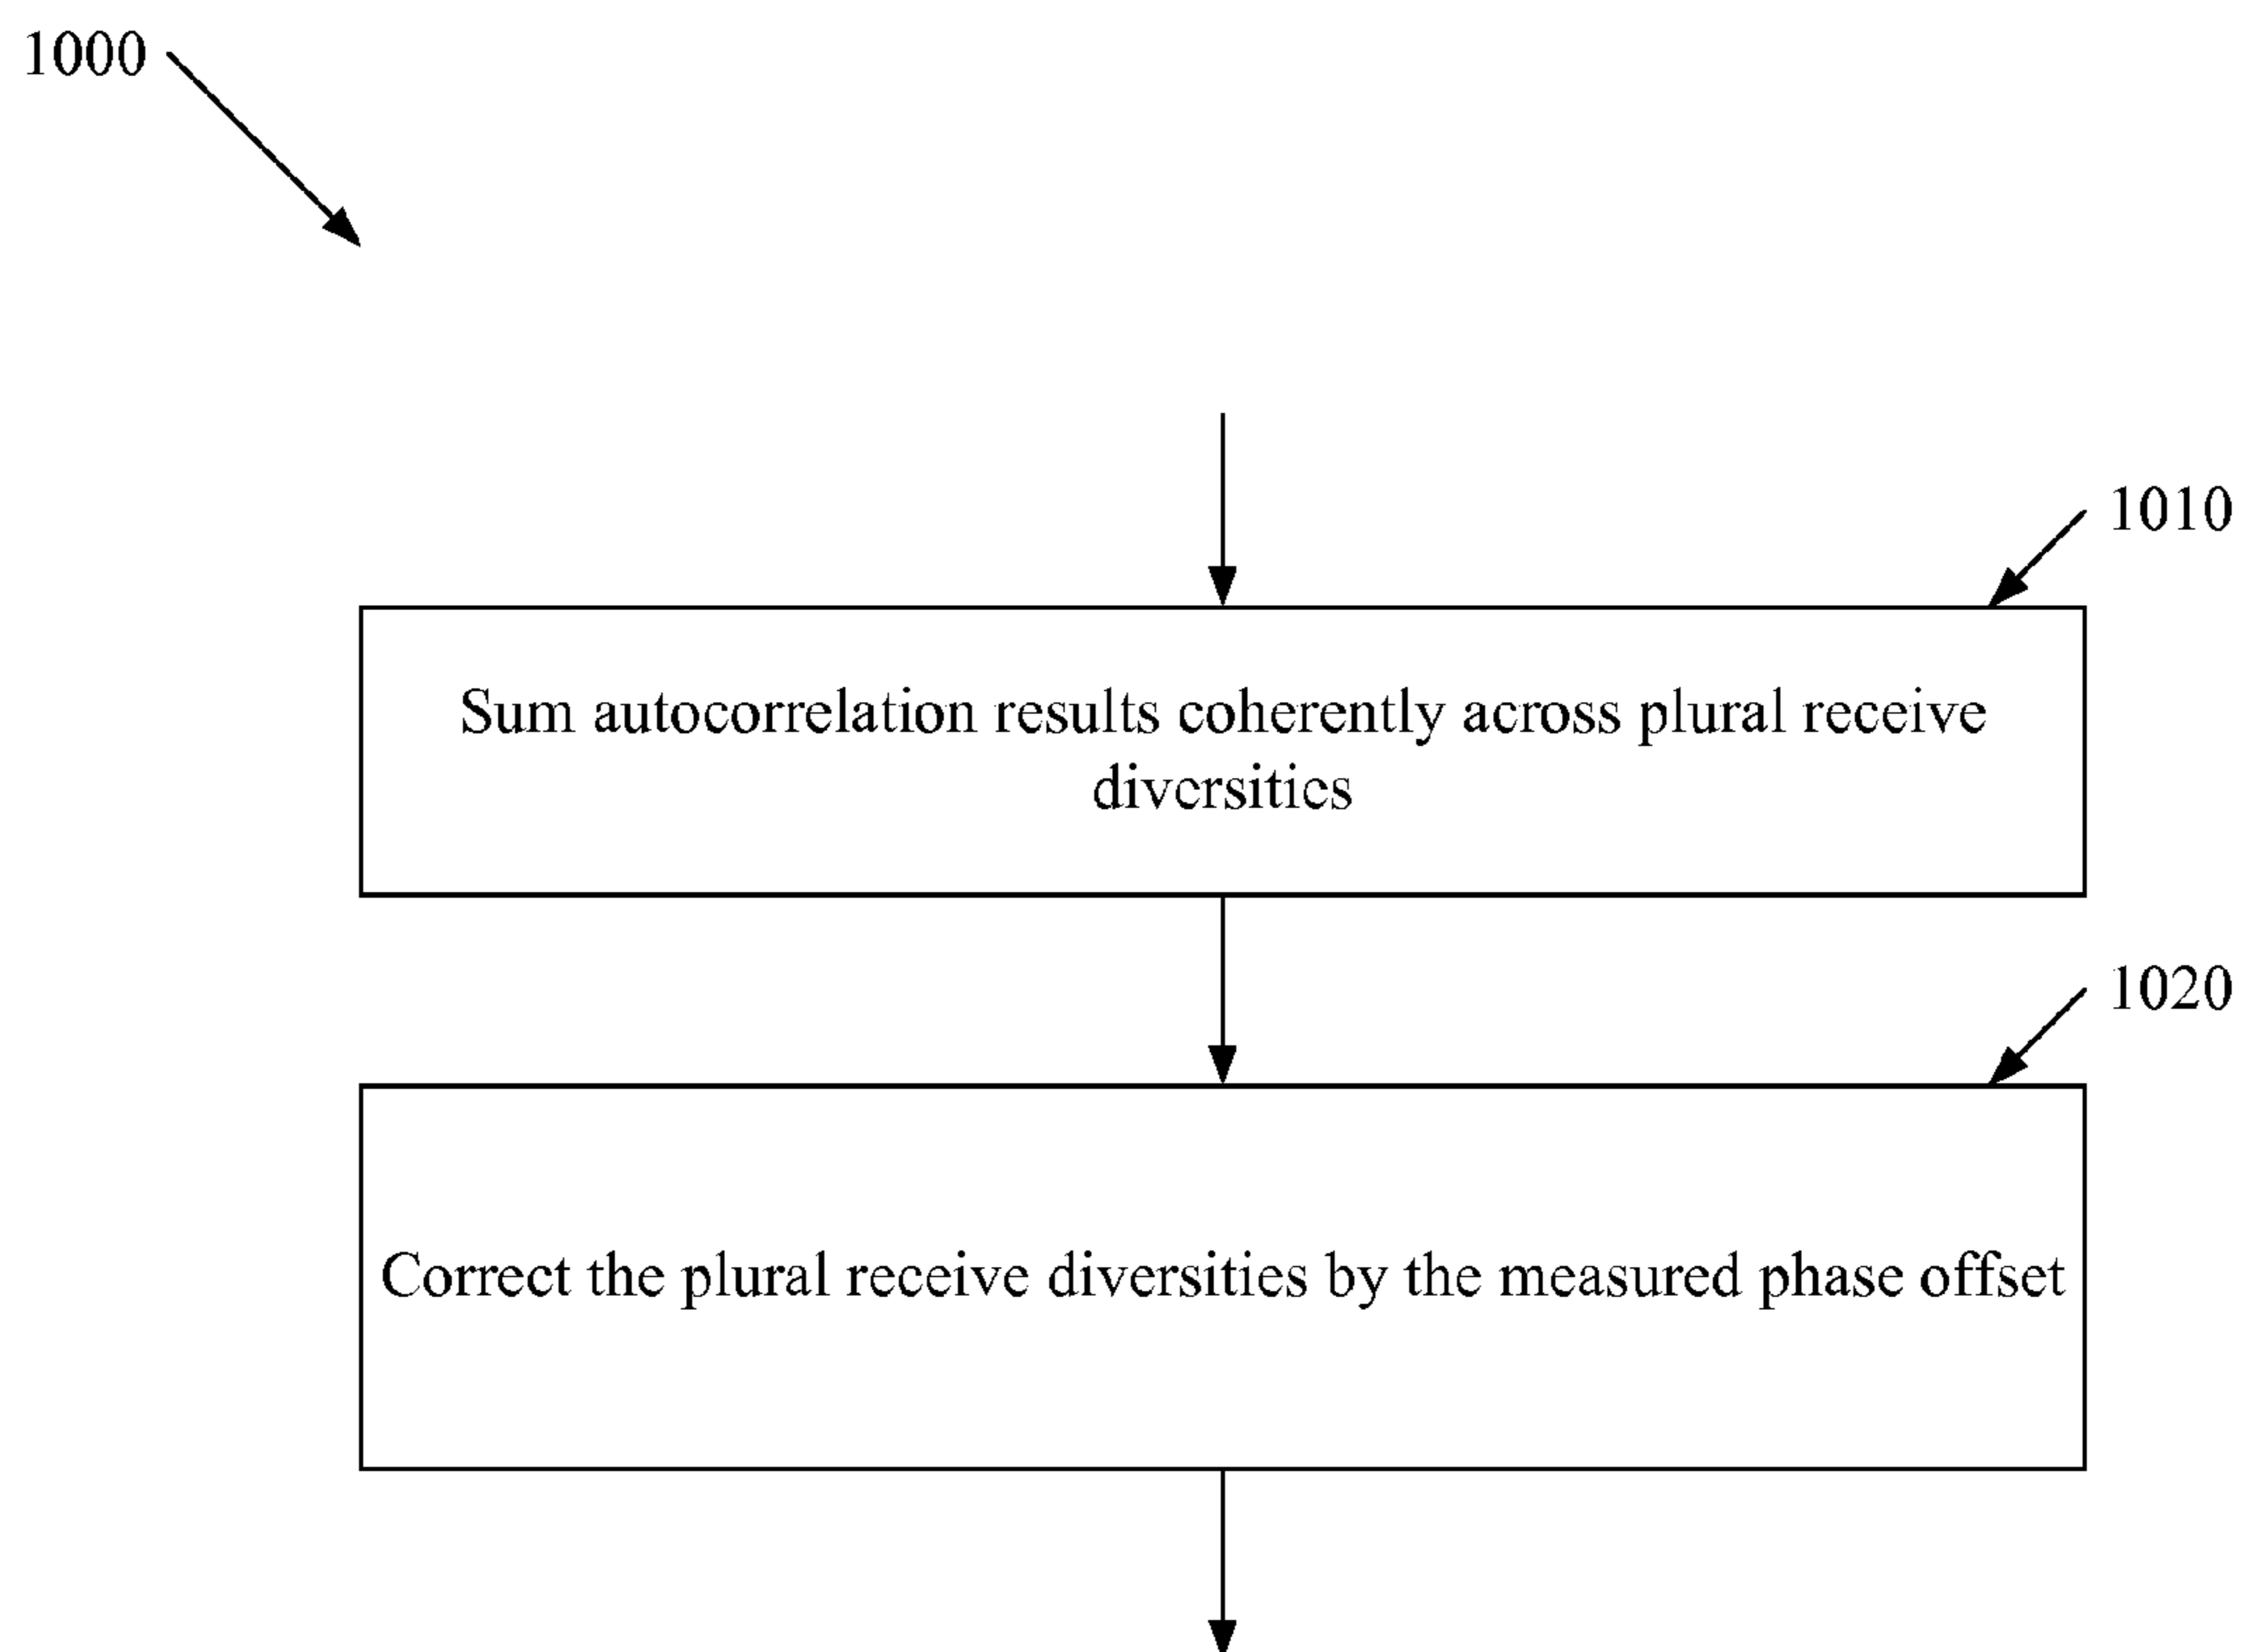 1000
1010
Sum autocorrelation results coherently across plural receive
diversities
1020
Correct the plural receive diversities by the measured phase offset